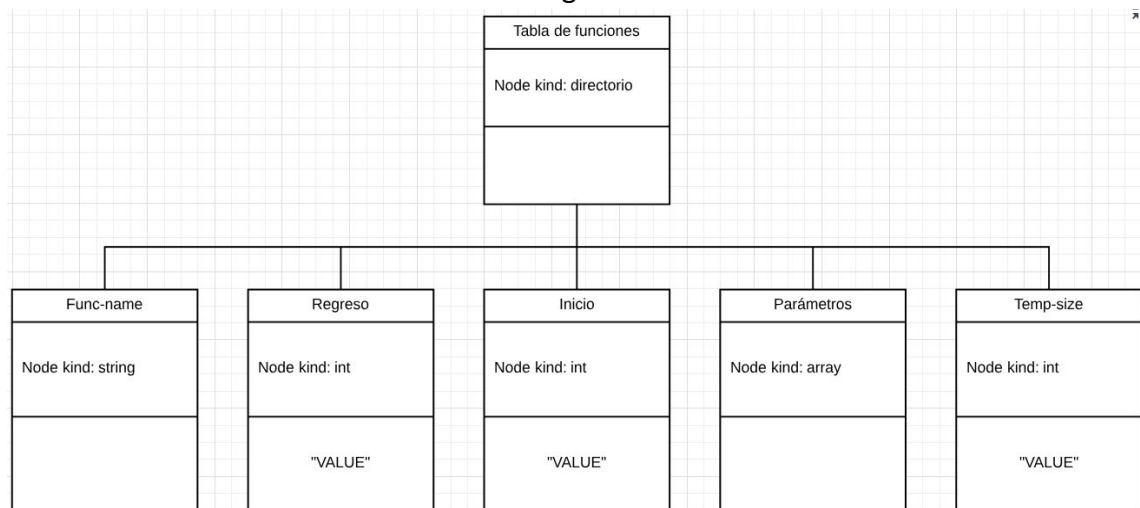 Tabla de funciones
Node kind: directorio
Func-name
Regreso
Inicio
Parámetros
Temp-size
Node kind: string
Node kind: int
Node kind: int
Node kind: array
Node kind: int
"VALUE"
"VALUE"
"VALUE"